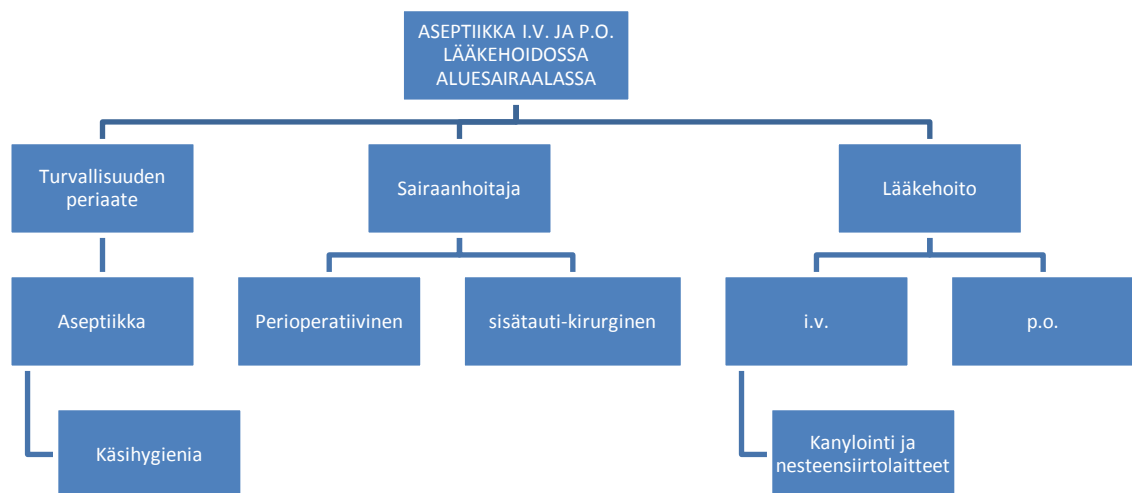 ASEPTIIKKA I.V. JA P.O.
LÄÄKEHOIDOSSA
ALUESAIRAALASSA
Turvallisuuden
periaate
Sairaanhoitaja
Lääkehoito
Aseptiikka
Perioperatiivinen
sisätauti-kirurginen
i.v.
p.o.
Käsihygienia
Kanylointi ja
nesteensiirtolaitteet